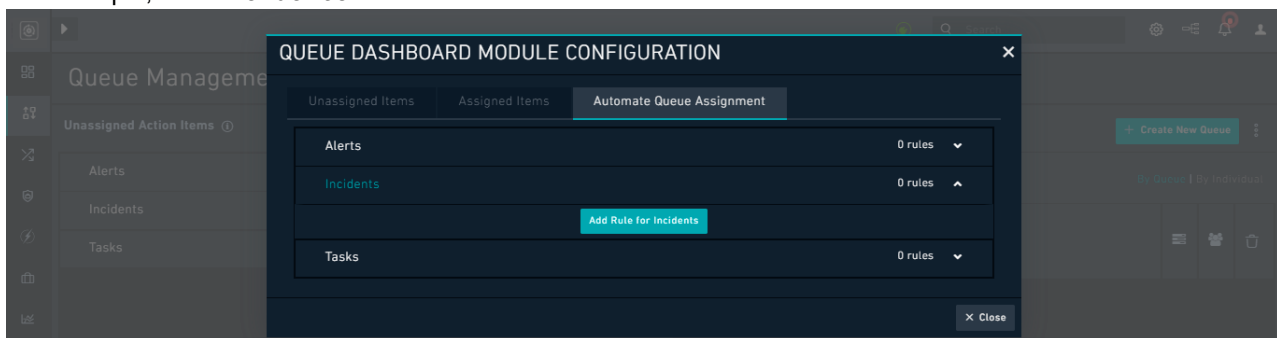 QUEUE DASHBOARD MODULE CONFIGURATION
Search
Queue Manageme
Unassigned Items
Assigned Items
Automate Queue Assignment
Unassigned Action Items
+ Create New Queue
Alerts
0 rules
Alerts
By Queue | By Individual
Incidents
0 rules
Incidents
Add Rule for Incidents
Tasks
Tasks
0 rules
× Close